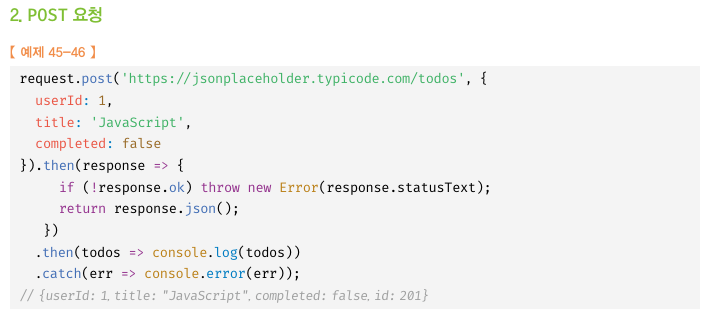 2. POST 요청
【 예제 45-46 】
request.post('https://jsonplaceholder.typicode.com/todos', {
  userId: 1,
  title: 'JavaScript',
  completed: false
}).then(response => {
     if (!response.ok) throw new Error(response.statusText);
     return response.json();
   })
  .then(todos => console.log(todos))
  .catch(err => console.error(err));
// {userId: 1, title: "JavaScript", completed: false, id: 201}